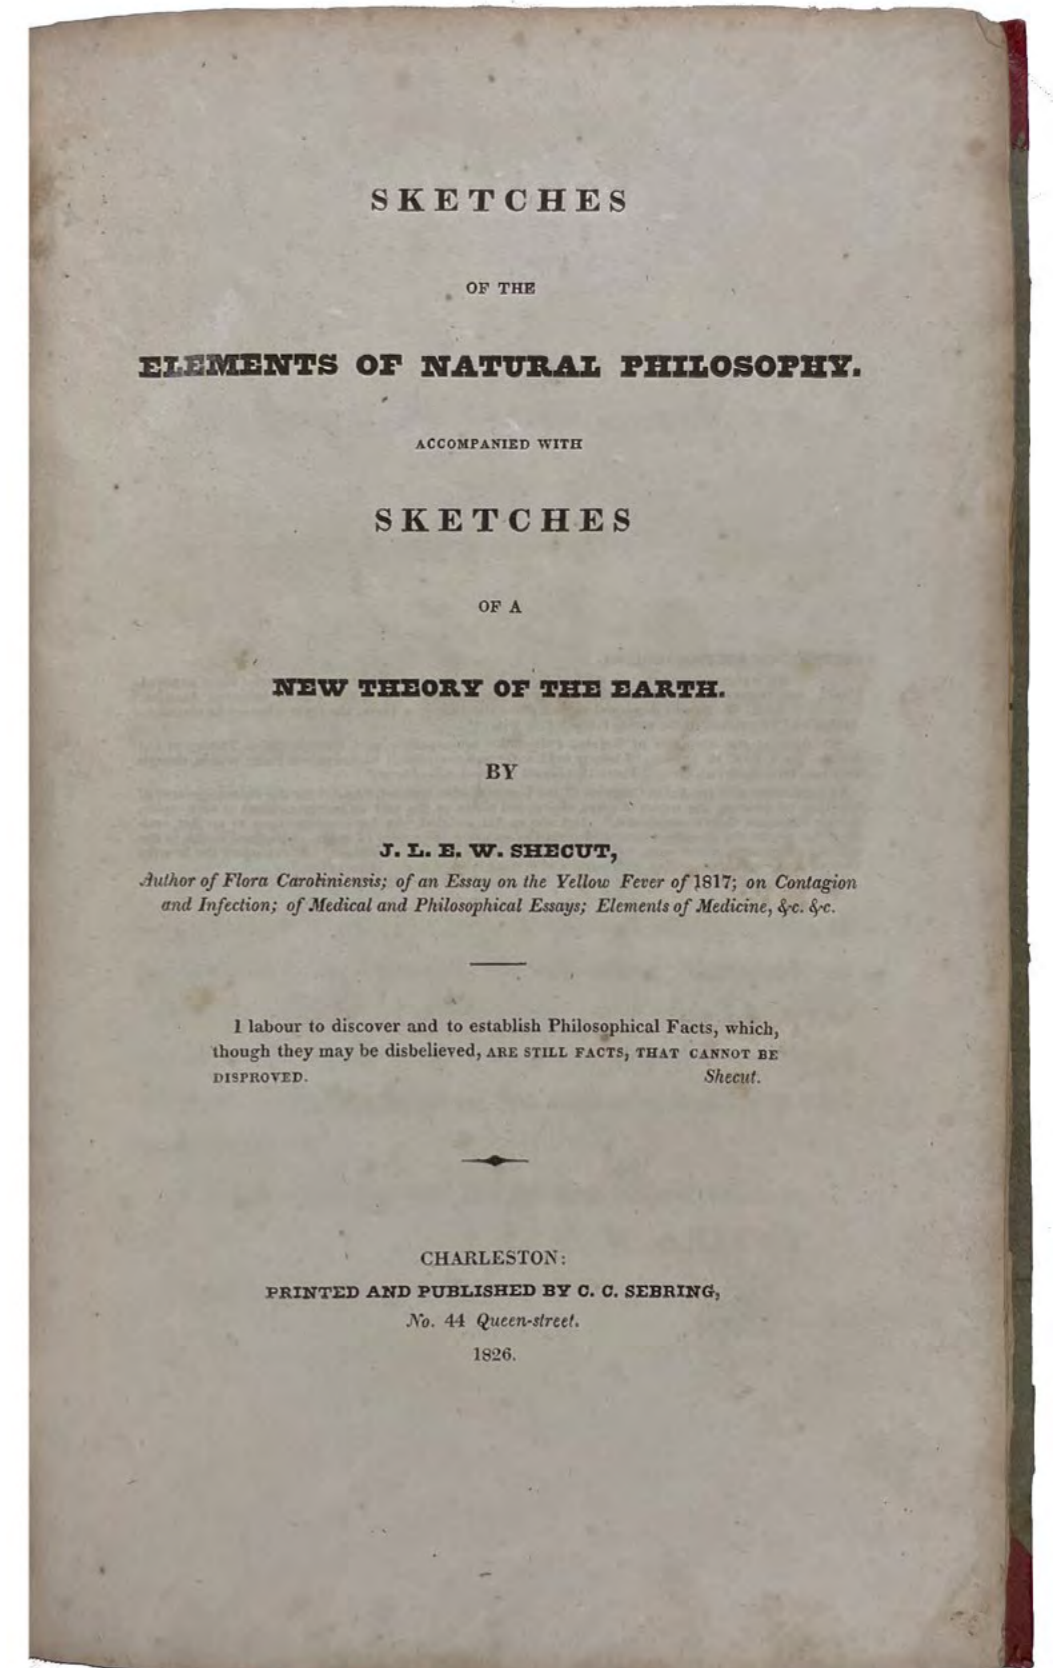 SKETCHES
OF THE
ELEMENTS OF NATURAL PHILOSOPHY.
ACCOMPANIED WITH
SKETCHES
OF A
NEW THEORY OF THE EARTH.
BY
J. L. E. W. SHECUT,
Author of Flora Caroliniensis; of an Essay on the Yellow Fever of 1817; on Contagion
and Infection; of Medical and Philosophical Essays; Elements of Medicine, &c. &c.
I labour to discover and to establish Philosophical Facts, which,
though they may be disbelieved, ARE STILL FACTS, THAT CANNOT BE
DISPROVED. Shecut.
CHARLESTON:
PRINTED AND PUBLISHED BY C. C. SEBRING,
No. 44 Queen-street.
1826.